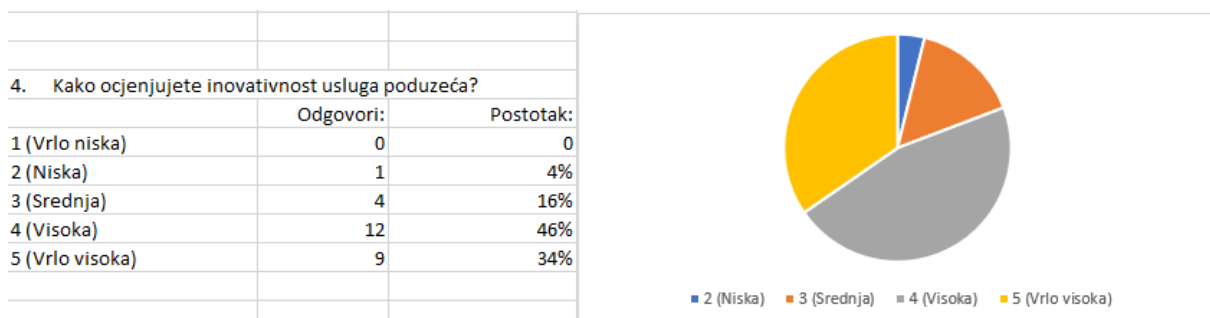 4. Kako ocjenjujete inovativnost usluga poduzeća?
Odgovori: Postotak:
1 (Vrlo niska) 0 0
2 (Niska) 1 4%
3 (Srednja) 4 16%
4 (Visoka) 12 46%
5 (Vrlo visoka) 9 34%
2 (Niska) 3 (Srednja) 4 (Visoka) 5 (Vrlo visoka)